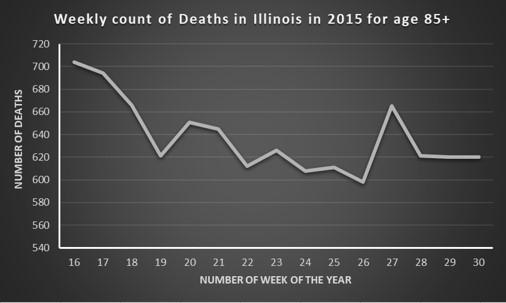 Weekly count of Deaths in Illinois in 2015 for age 85+
720
700
680
660
640
620
600
580
560
540
NUMBER OF DEATHS
16 17 18 19 20 21 22 23 24 25 26 27 28 29 30
NUMBER OF WEEK OF THE YEAR